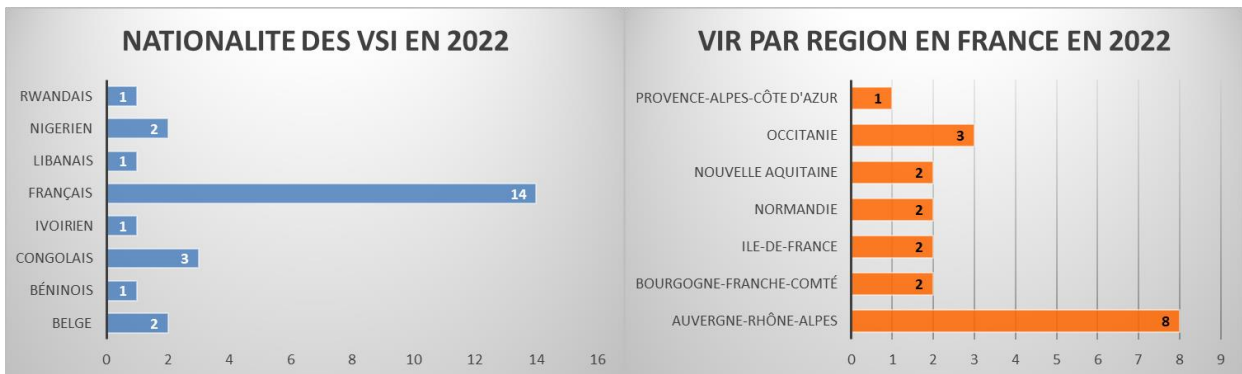 NATIONALITE DES VSI EN 2022
RWANDAIS 1
NIGERIEN 2
LIBANAIS 1
FRANÇAIS 14
IVOIRIEN 1
CONGOLAIS 3
BÉNINOIS 1
BELGE 2
0 2 4 6 8 10 12 14 16
VIR PAR REGION EN FRANCE EN 2022
PROVENCE-ALPES-CÔTE D'AZUR 1
OCCITANIE 3
NOUVELLE AQUITAINE 2
NORMANDIE 2
ILE-DE-FRANCE 2
BOURGOGNE-FRANCHE-COMTÉ 2
AUVERGNE-RHÔNE-ALPES 8
0 1 2 3 4 5 6 7 8 9